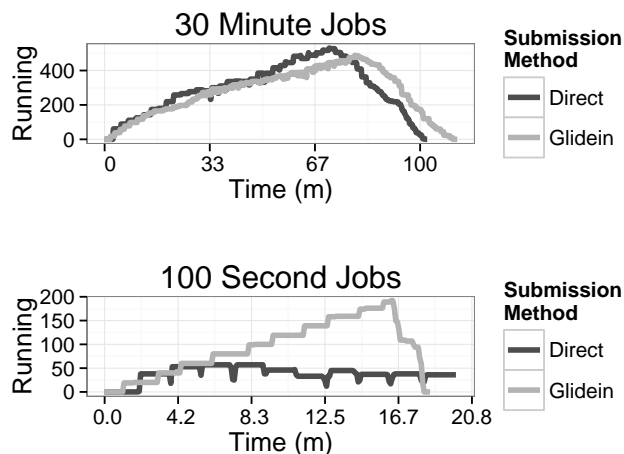 30 Minute Jobs
Running
400
200
0
0
33
67
100
Time (m)
Submission
Method
Direct
Glidein
100 Second Jobs
Running
200
150
100
50
0
0.0
4.2
8.3
12.5
16.7
20.8
Time (m)
Submission
Method
Direct
Glidein